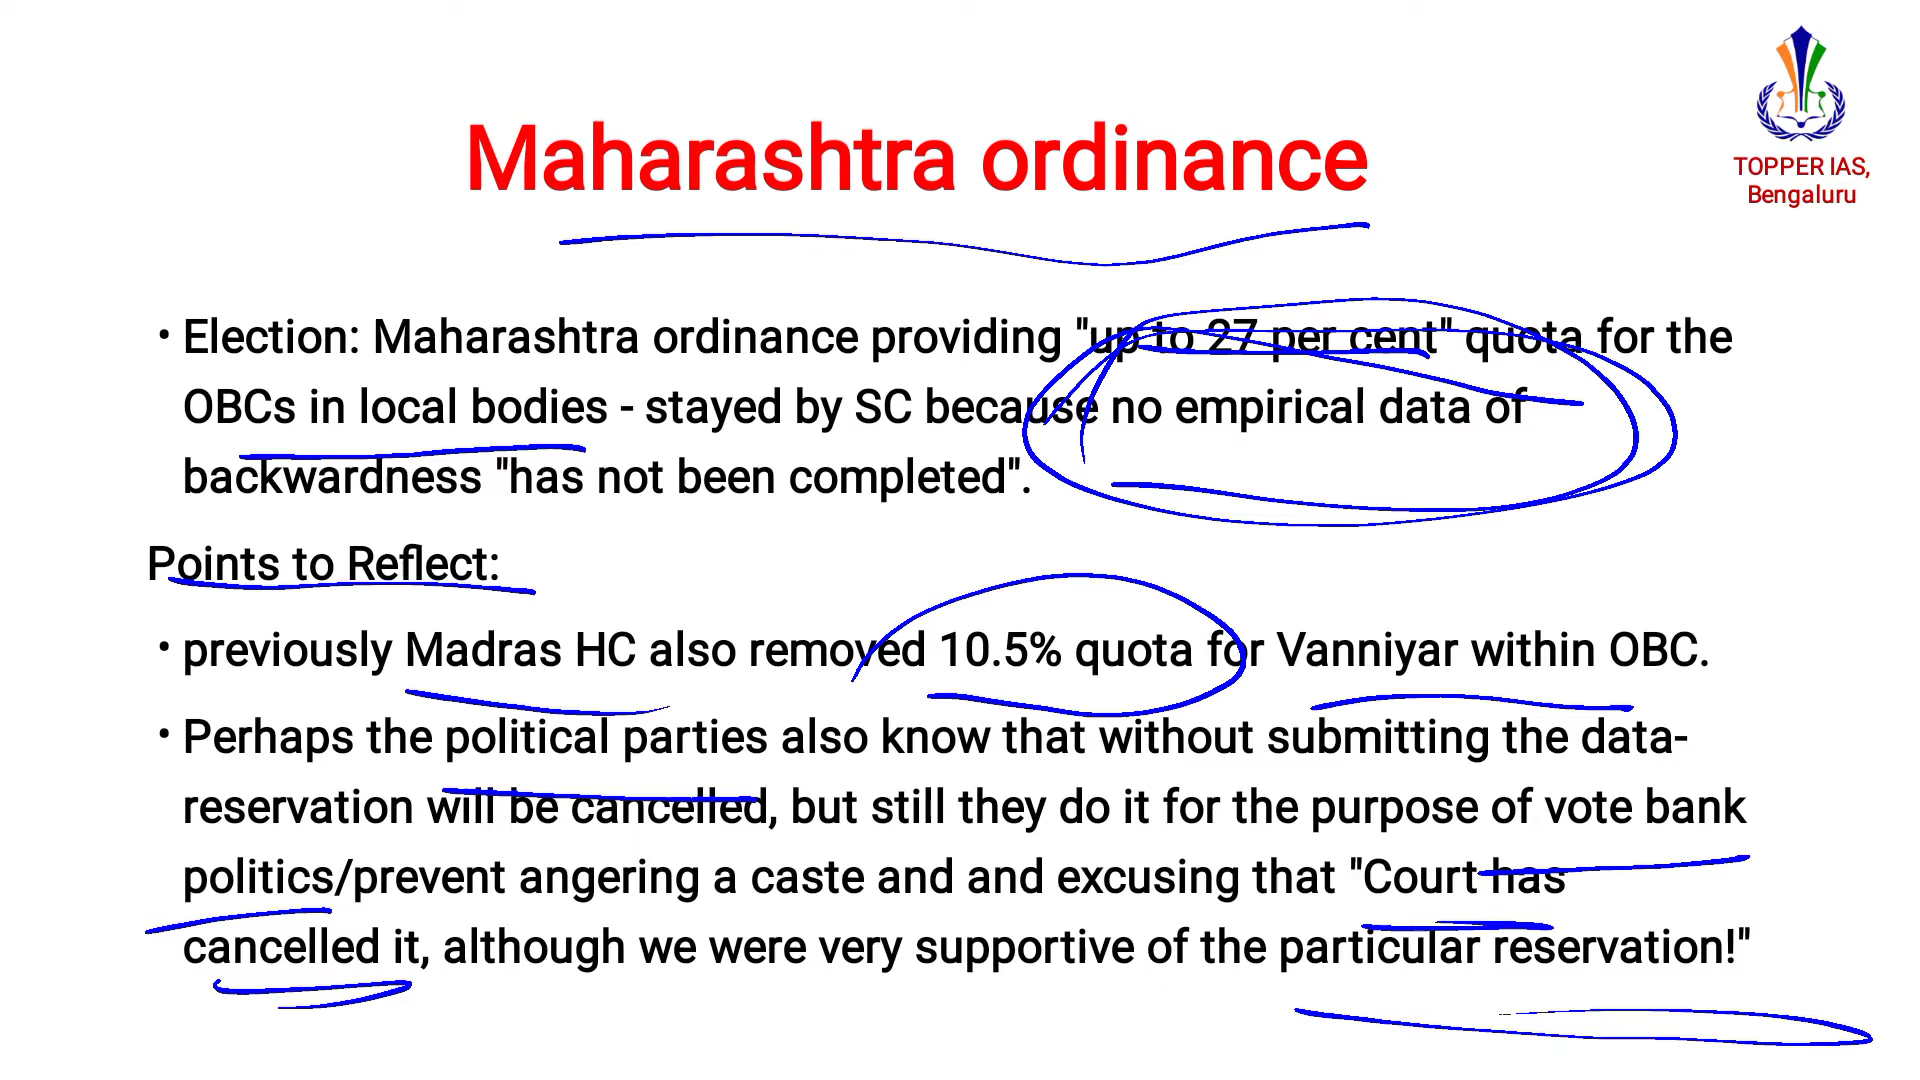 TOPPER IAS,
Bengaluru
Maharashtra ordinance
• Election: Maharashtra ordinance providing "up to 27 per cent" quota for the
OBCs in local bodies - stayed by SC because no empirical data of
backwardness "has not been completed".
Points to Reflect:
• previously Madras HC also removed 10.5% quota for Vanniyar within OBC.
• Perhaps the political parties also know that without submitting the data-
reservation will be cancelled, but still they do it for the purpose of vote bank
politics/prevent angering a caste and and excusing that "Court has
cancelled it, although we were very supportive of the particular reservation!"